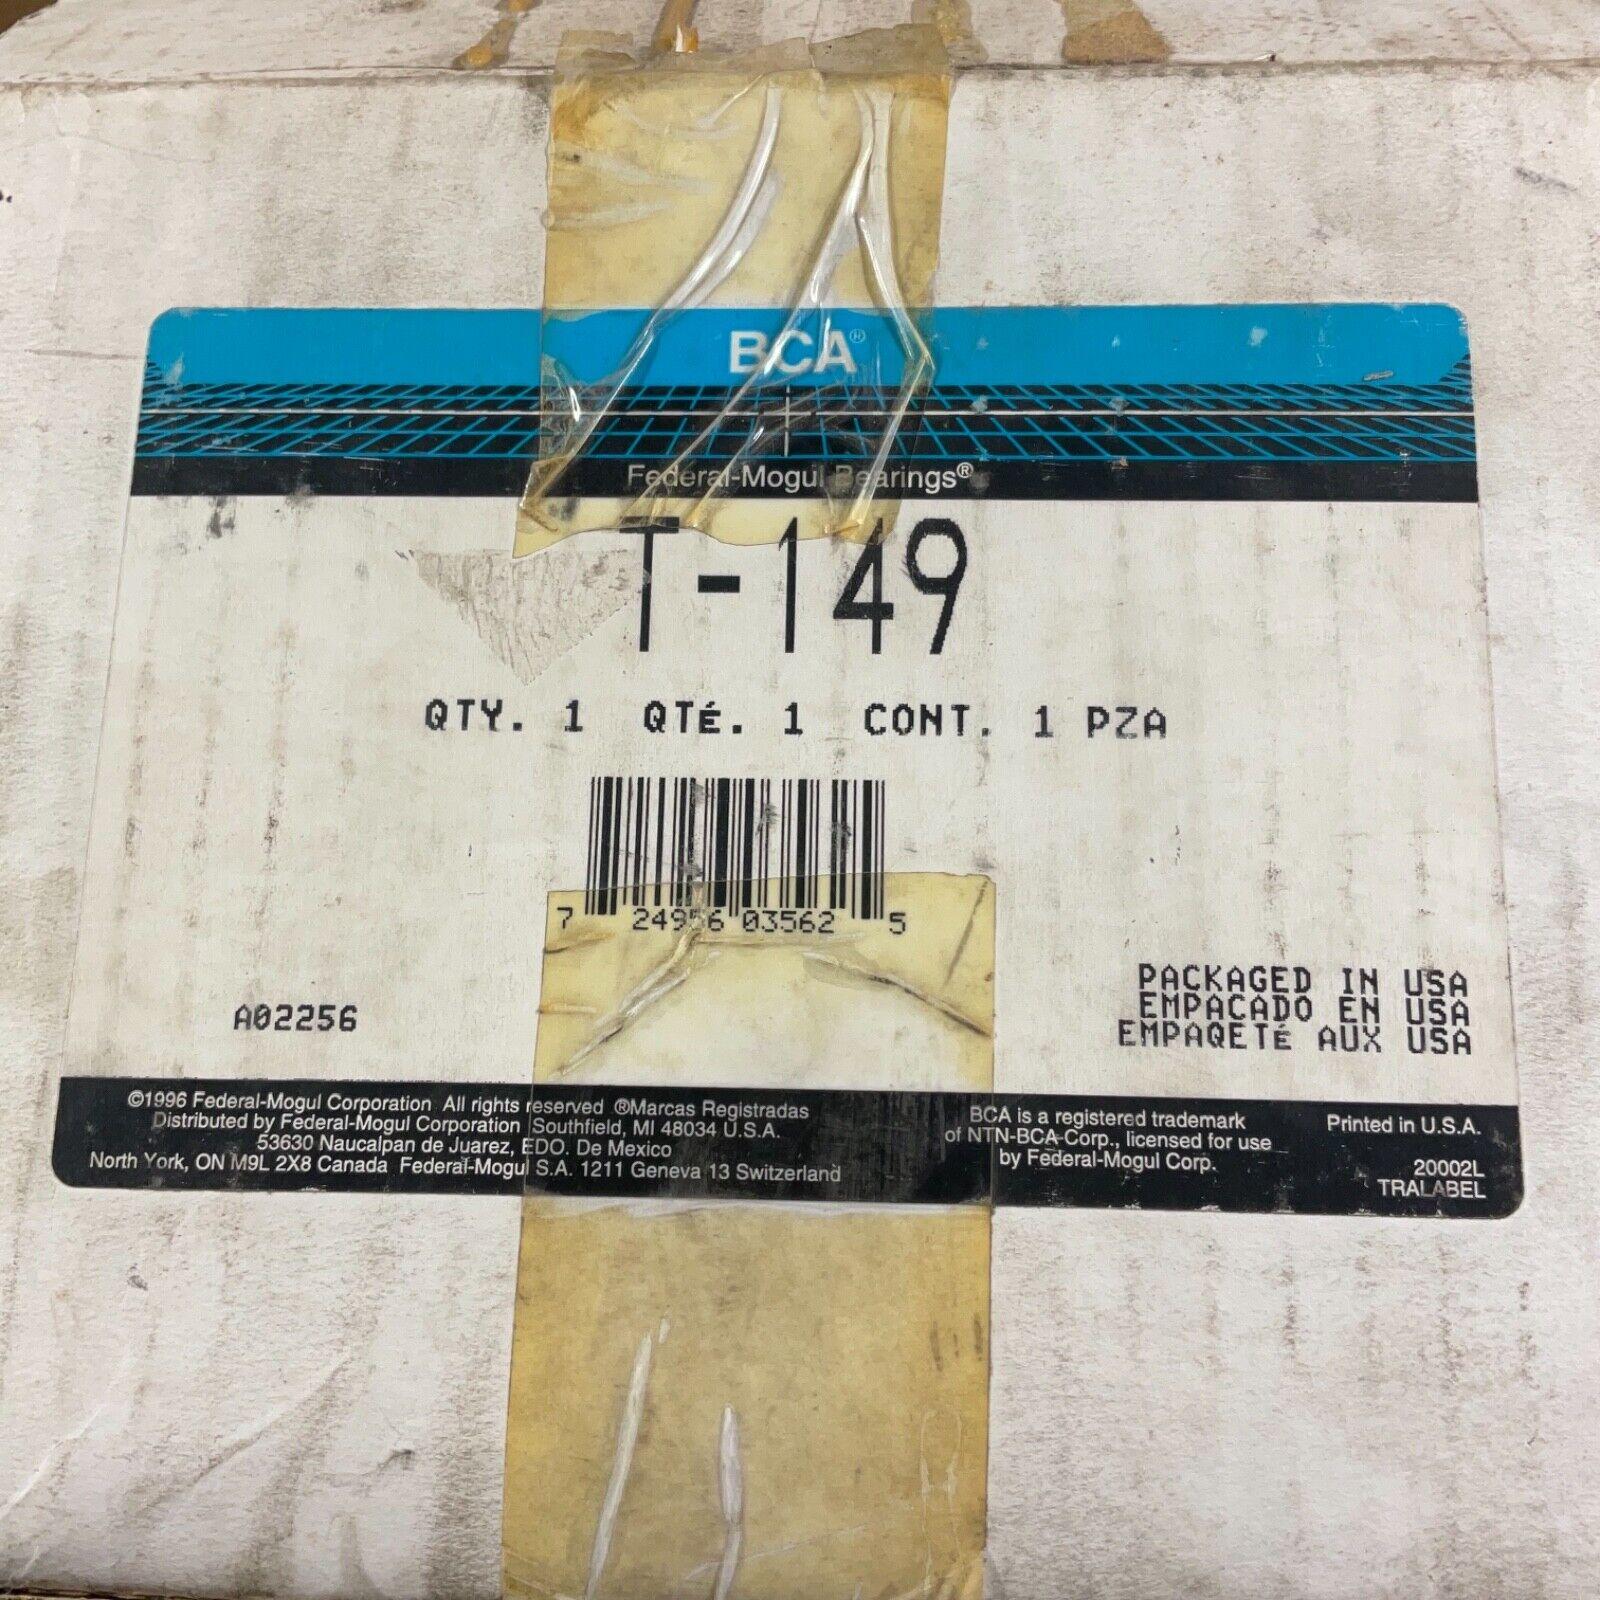 BCA®
Federal-Mogul Bearings®
T-149
QTY. 1 QTÉ. 1 CONT. 1 PZA
7 24956 03562 5
A02256
PACKAGED IN USA
EMPACADO EN USA
EMPAQETÉ AUX USA
©1996 Federal-Mogul Corporation All rights reserved ®Marcas Registradas
Distributed by Federal-Mogul Corporation Southfield, MI 48034 U.S.A.
53630 Naucalpan de Juarez, EDO. De Mexico
North York, ON M9L 2X8 Canada Federal-Mogul S.A. 1211 Geneva 13 Switzerland
BCA is a registered trademark
of NTN-BCA Corp., licensed for use
by Federal-Mogul Corp.
Printed in U.S.A.
20002L
TRALABEL